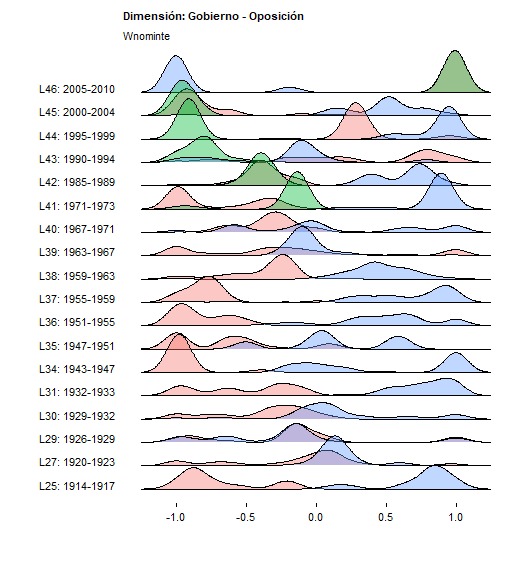 Dimensión: Gobierno - Oposición
Wnominte
L46: 2005-2010
L45: 2000-2004
L44: 1995-1999
L43: 1990-1994
L42: 1985-1989
L41: 1971-1973
L40: 1967-1971
L39: 1963-1967
L38: 1959-1963
L37: 1955-1959
L36: 1951-1955
L35: 1947-1951
L34: 1943-1947
L31: 1932-1933
L30: 1929-1932
L29: 1926-1929
L27: 1920-1923
L25: 1914-1917
-1.0 -0.5 0.0 0.5 1.0